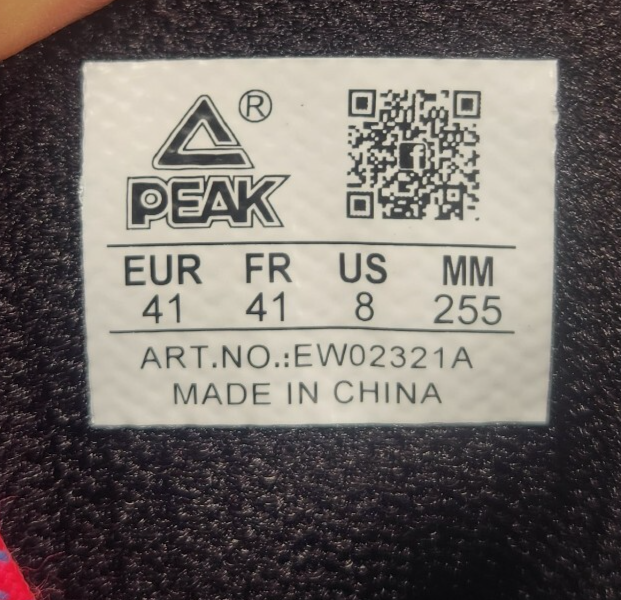 ®
PEAK
EUR FR US MM
41 41 8 255
ART.NO.:EW02321A
MADE IN CHINA